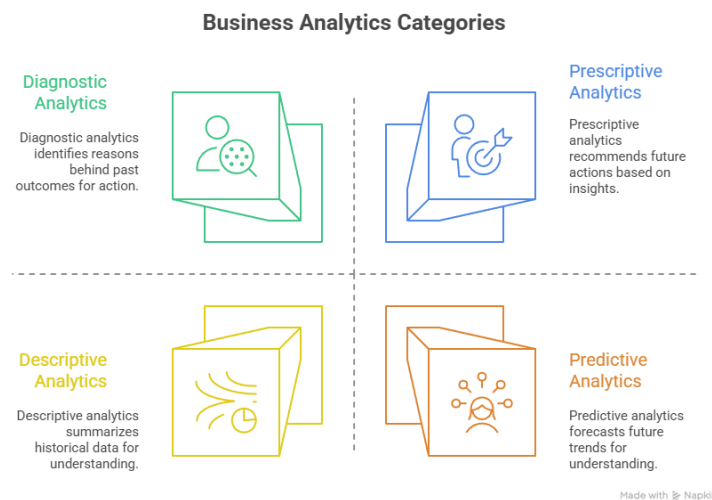 Business Analytics Categories
Diagnostic
Analytics
Diagnostic analytics
identifies reasons
behind past
outcomes for action.
Prescriptive
Analytics
Prescriptive
analytics
recommends future
actions based on
insights.
Descriptive
Analytics
Descriptive analytics
summarizes
historical data for
understanding.
Predictive
Analytics
Predictive analytics
forecasts future
trends for
understanding.
Made with Napki